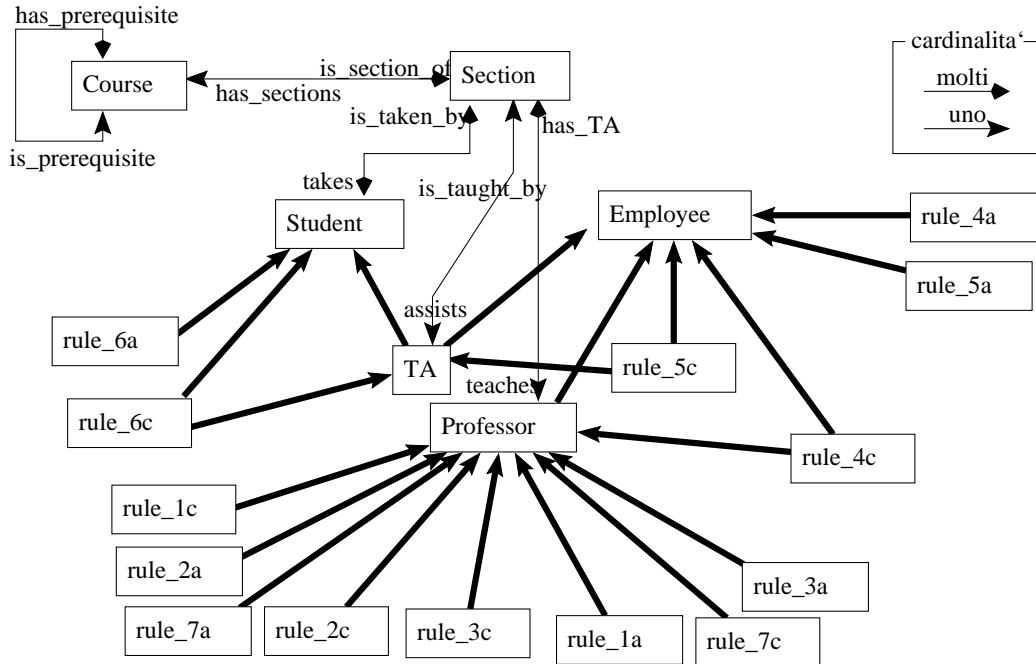 has_prerequisite
cardinalita‘
is_section_of
Course
Section
molti
has_sections
is_taken_by
has_TA
uno
is_prerequisite
takes
is_taught_by
Student
Employee
rule_4a
rule_5a
assists
rule_6a
TA
rule_5c
teaches
rule_6c
Professor
rule_4c
rule_1c
rule_2a
rule_3a
rule_7a
rule_2c
rule_3c
rule_1a
rule_7c